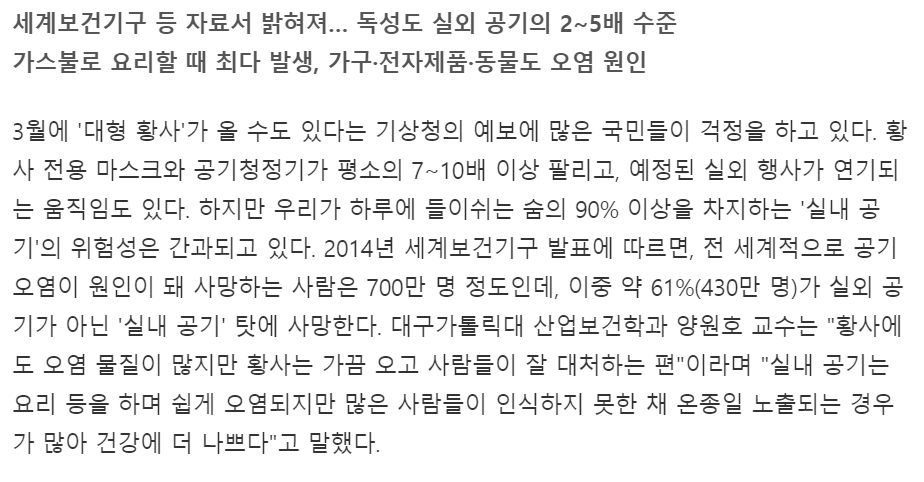 세계보건기구 등 자료서 밝혀져... 독성도 실외 공기의 2~5배 수준
가스불로 요리할 때 최다 발생, 가구·전자제품·동물도 오염 원인
3월에 '대형 황사'가 올 수도 있다는 기상청의 예보에 많은 국민들이 걱정을 하고 있다. 황
사 전용 마스크와 공기청정기가 평소의 7~10배 이상 팔리고, 예정된 실외 행사가 연기되
는 움직임도 있다. 하지만 우리가 하루에 들이쉬는 숨의 90% 이상을 차지하는 '실내 공
기'의 위험성은 간과되고 있다. 2014년 세계보건기구 발표에 따르면, 전 세계적으로 공기
오염이 원인이 돼 사망하는 사람은 700만 명 정도인데, 이중 약 61%(430만 명)가 실외 공
기가 아닌 '실내 공기' 탓에 사망한다. 대구가톨릭대 산업보건학과 양원호 교수는 "황사에
도 오염 물질이 많지만 황사는 가끔 오고 사람들이 잘 대처하는 편"이라며 "실내 공기는
요리 등을 하며 쉽게 오염되지만 많은 사람들이 인식하지 못한 채 온종일 노출되는 경우
가 많아 건강에 더 나쁘다"고 말했다.